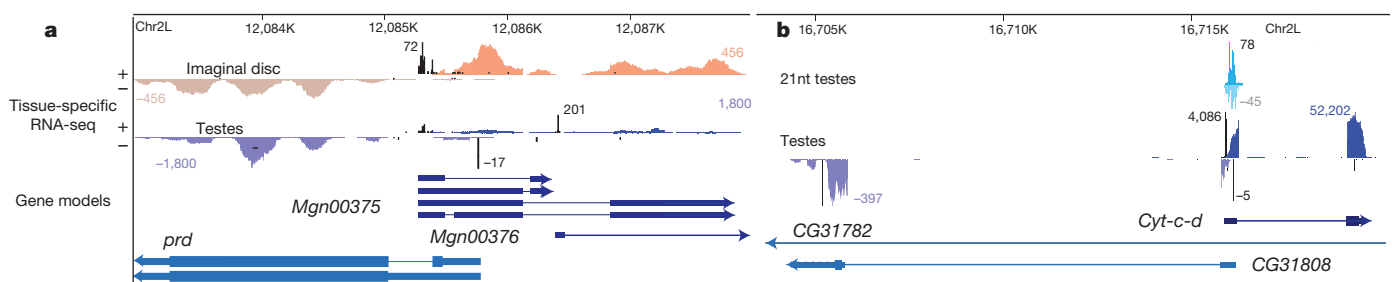 a
Chr2L
12,084K
12,085K
12,086K
12,087K
72
456
Imaginal disc
+
−
−456
Tissue-specific
RNA-seq
1,800
201
Testes
+
−
−1,800
−17
Gene models
Mgn00375
Mgn00376
prd
b
16,705K
16,710K
16,715K
Chr2L
78
21nt testes
−45
4,086
52,202
Testes
−397
−5
Cyt-c-d
CG31782
CG31808